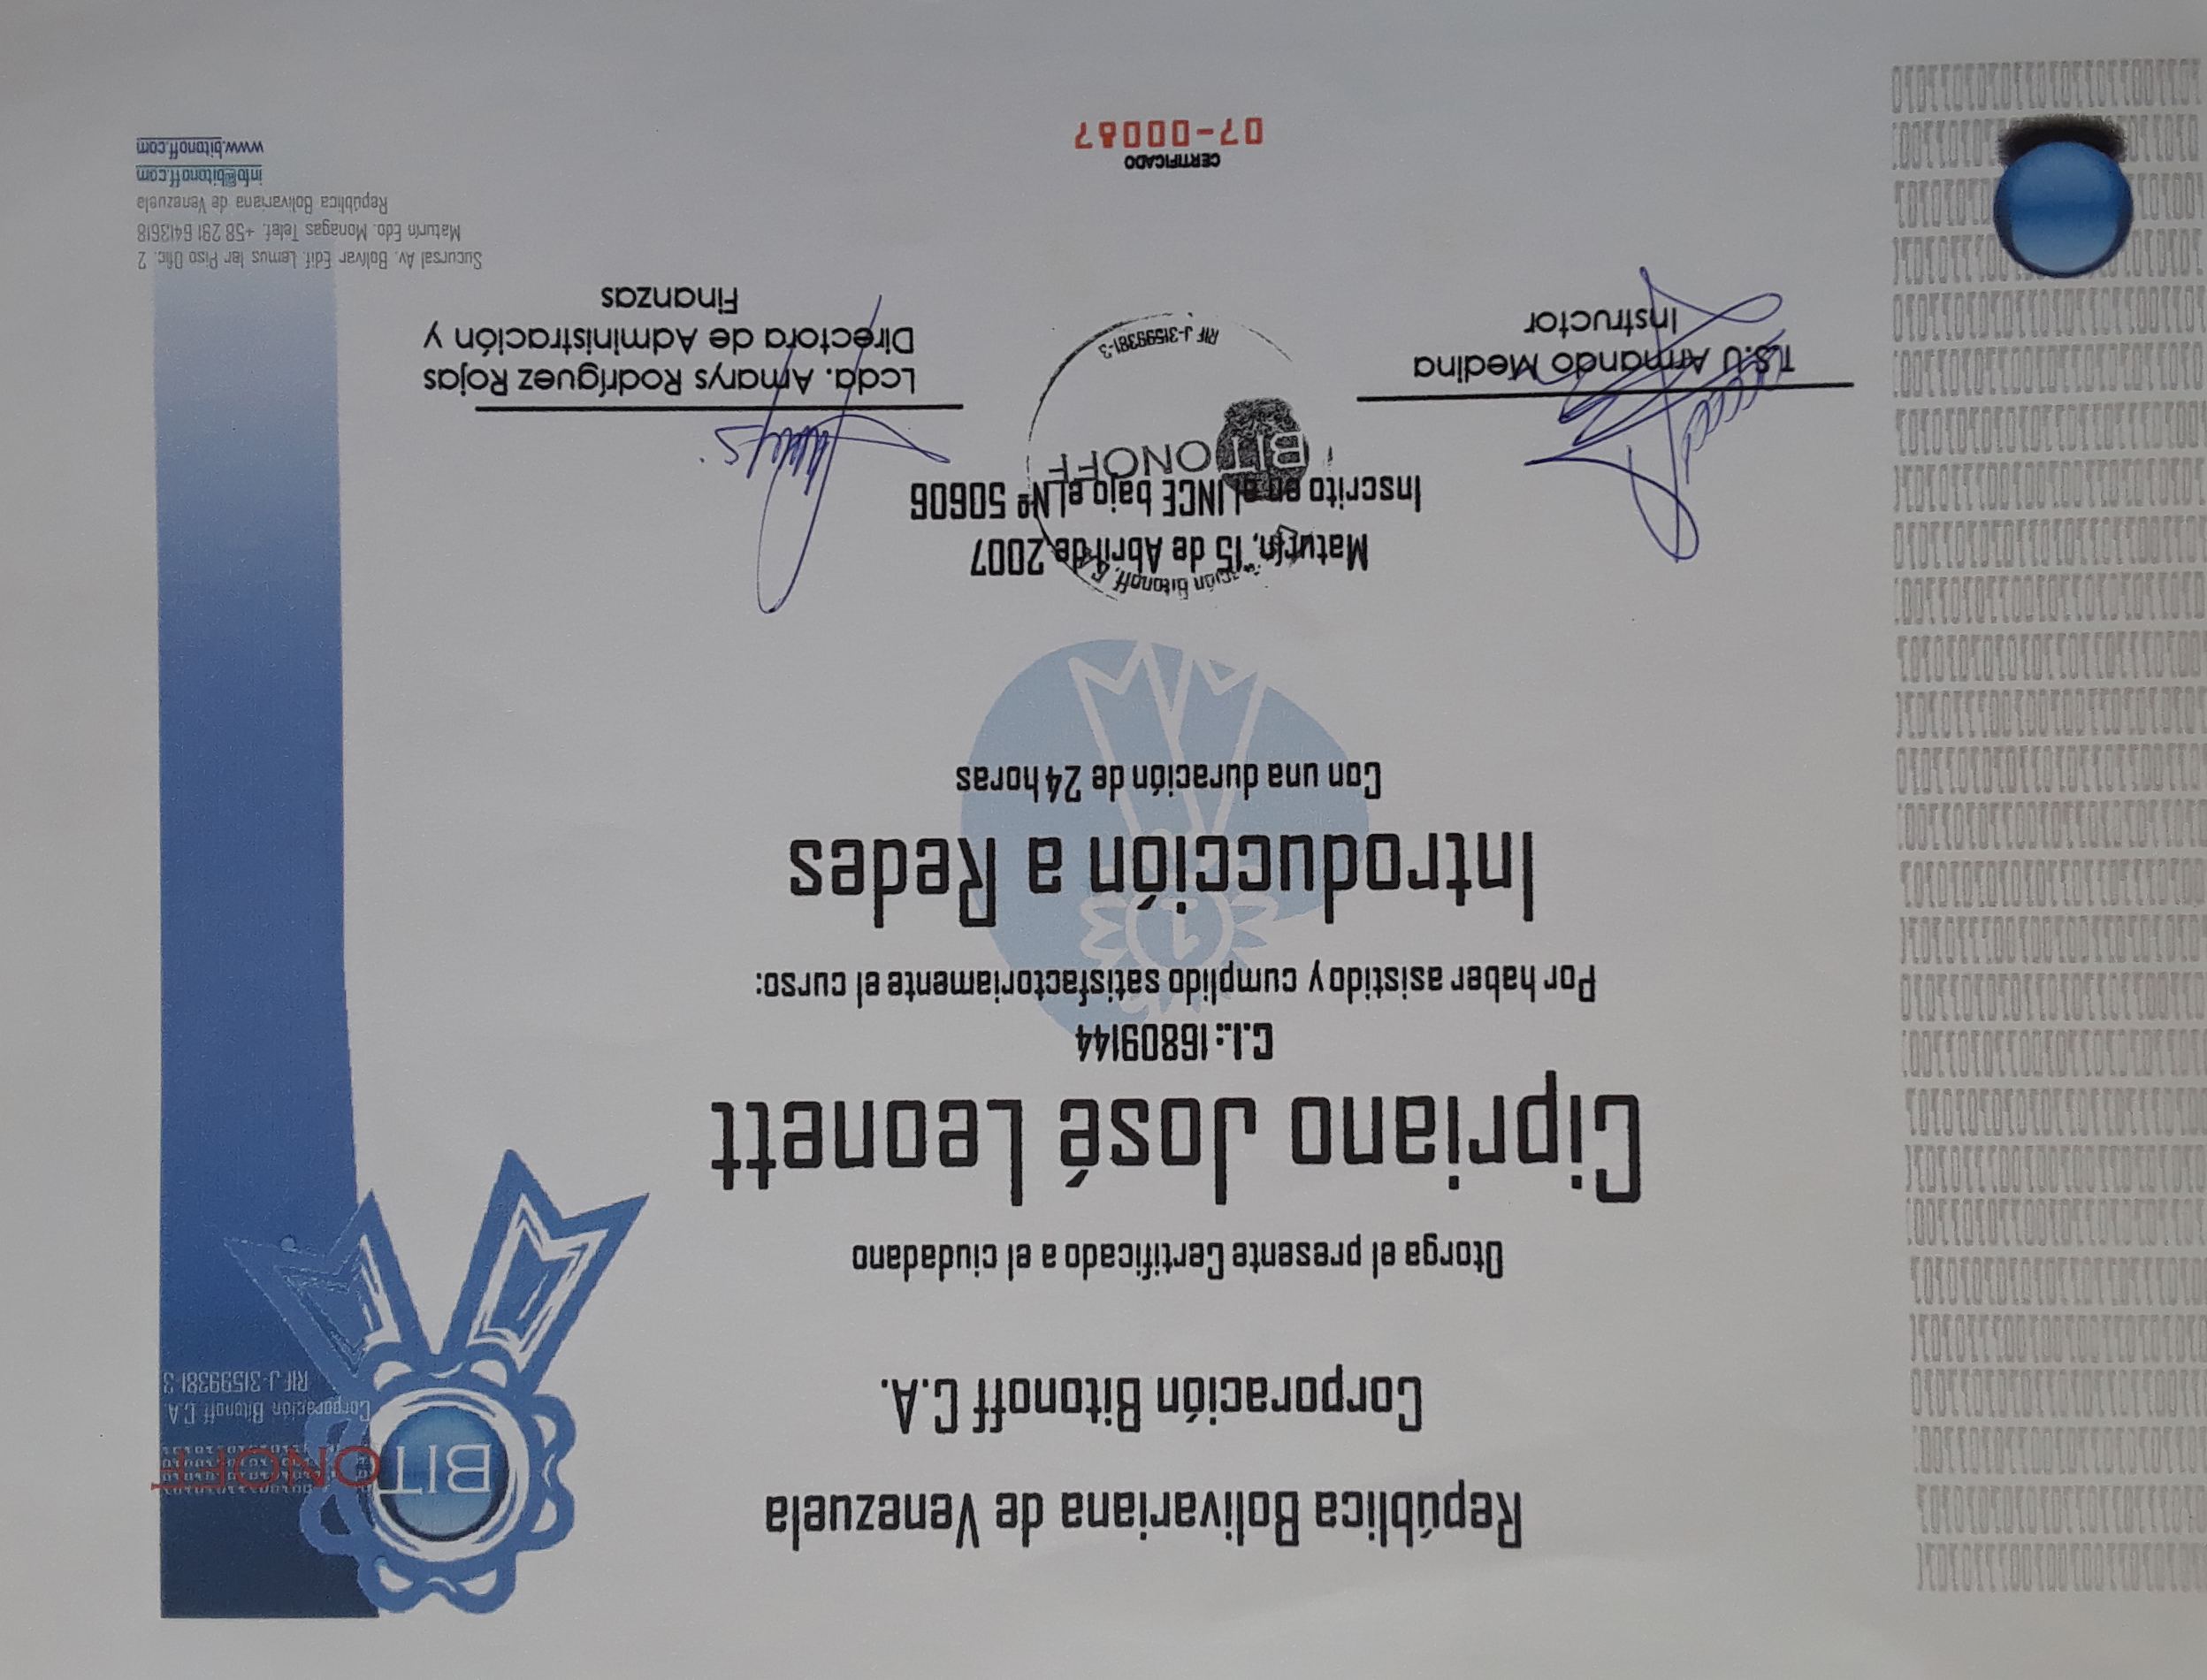 República Bolivariana de Venezuela
Corporación Bitonoff C.A.
Otorga el presente Certificado a el ciudadano
Cipriano José Leonett
C.I.: 16809144
Por haber asistido y cumplido satisfactoriamente el curso:
Introducción a Redes
Con una duración de 24 horas
Maturín, 15 de Abril de 2007
Inscrito en el INCE bajo el Nº 50606
BITONOFF
Corporación Bitonoff C.A.
RIF J-31599381-3
BITONOFF
RIF J-31599381-3
T.S.U Armando Medina
Instructor
Lcda. Amarys Rodríguez Rojas
Directora de Administración y
Finanzas
CERTIFICADO
07-00067
Sucursal Av. Bolívar Edif. Lemus 1er Piso Ofic. 2
Maturín Edo. Monagas Telef. +58 291 6413618
República Bolivariana de Venezuela
info@bitonoff.com
www.bitonoff.com